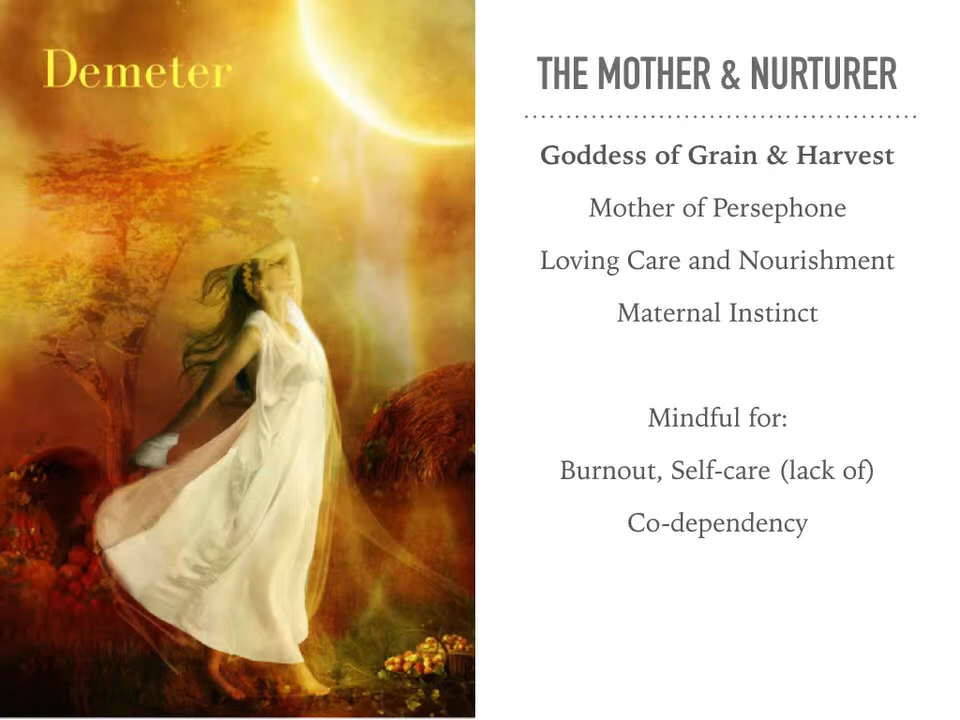 Demeter
THE MOTHER & NURTURER
Goddess of Grain & Harvest
Mother of Persephone
Loving Care and Nourishment
Maternal Instinct
Mindful for:
Burnout, Self-care (lack of)
Co-dependency